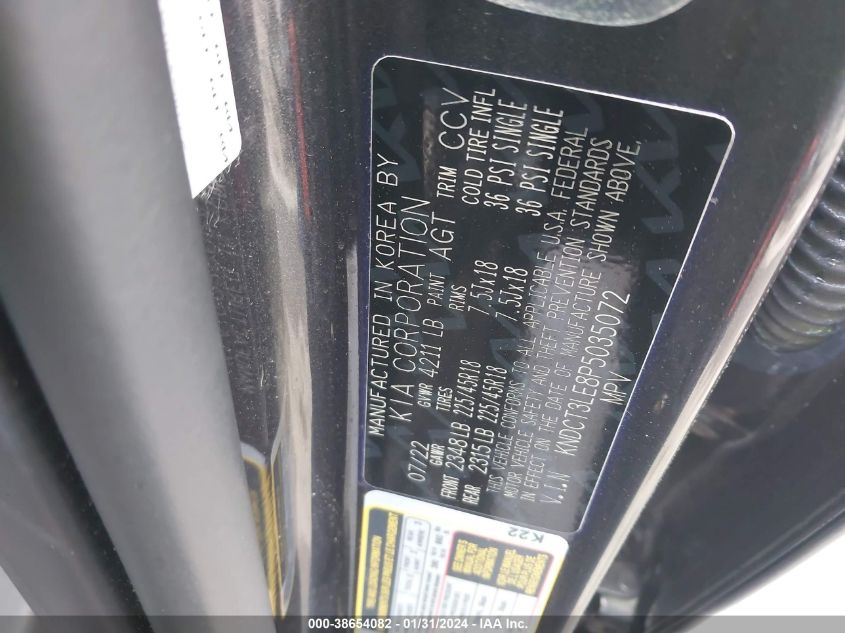 MANUFACTURED IN KOREA BY
KIA CORPORATION
07/22 GVWR 4211 LB PAINT AGT TRIM CCV
GAWR TIRES RIMS COLD TIRE INFL
FRONT 2348 LB 225/45R18 7.5JX18 36 PSI SINGLE
REAR 2315 LB 225/45R18 7.5JX18 36 PSI SINGLE
THIS VEHICLE CONFORMS TO ALL APPLICABLE U.S.A. FEDERAL
MOTOR VEHICLE SAFETY AND THEFT PREVENTION STANDARDS
IN EFFECT ON THE DATE OF MANUFACTURE SHOWN ABOVE.
V.I.N KNDCT3LE8P5035072
MPV
K22
000-38654082 - 01/31/2024 - IAA Inc.